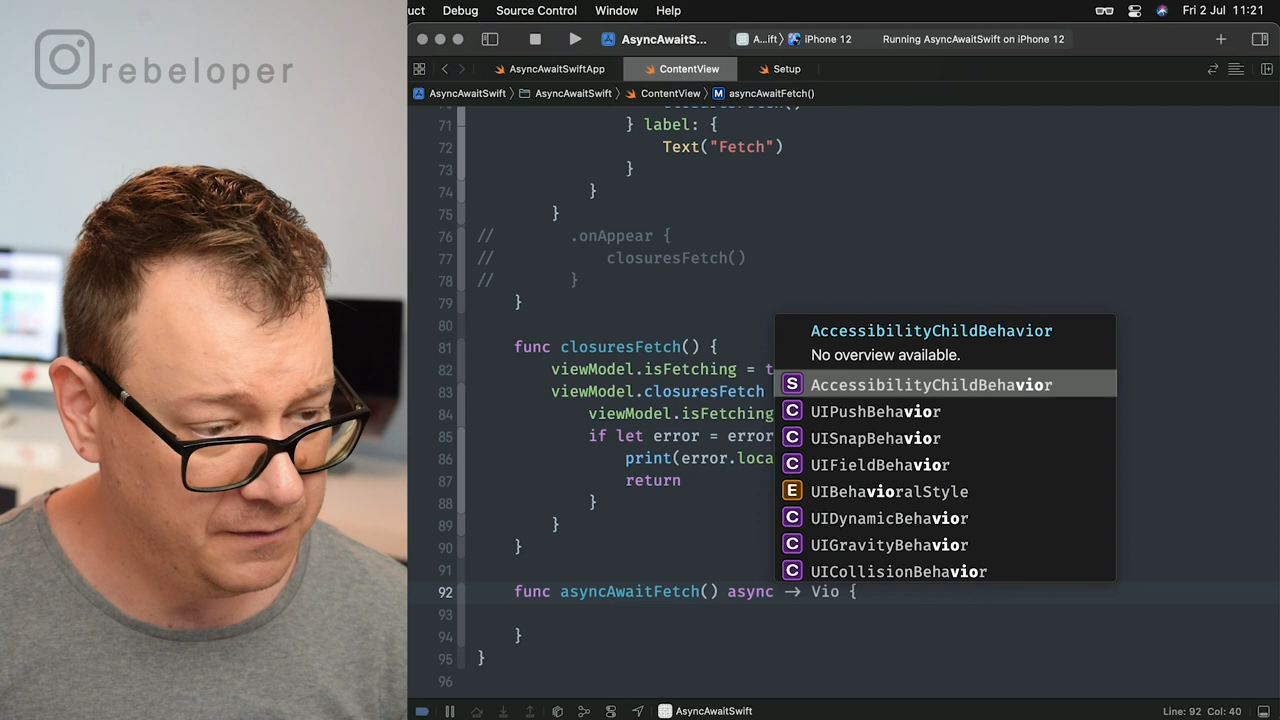 rebeloper
uct Debug Source Control Window Help Fri 2 Jul 11:21
AsyncAwaitS... A...ift 〉 iPhone 12 Running AsyncAwaitSwift on iPhone 12
AsyncAwaitSwiftApp ContentView Setup
AsyncAwaitSwift 〉 AsyncAwaitSwift 〉 ContentView 〉 M asyncAwaitFetch()
71 } label: {
72 Text("Fetch")
73 }
74 }
75 }
76 // .onAppear {
77 // closuresFetch()
78 // }
79 }
80
81 func closuresFetch() {
82 viewModel.isFetching = t
83 viewModel.closuresFetch
84 viewModel.isFetching
85 if let error = error
86 print(error.loca
87 return
88 }
89 }
90 }
91
92 func asyncAwaitFetch() async -> Vio {
93
94 }
95 }
96
AccessibilityChildBehavior
No overview available.
S AccessibilityChildBehavior
C UIPushBehavior
C UISnapBehavior
C UIFieldBehavior
E UIBehavioralStyle
C UIDynamicBehavior
C UIGravityBehavior
C UICollisionBehavior
AsyncAwaitSwift Line: 92 Col: 40